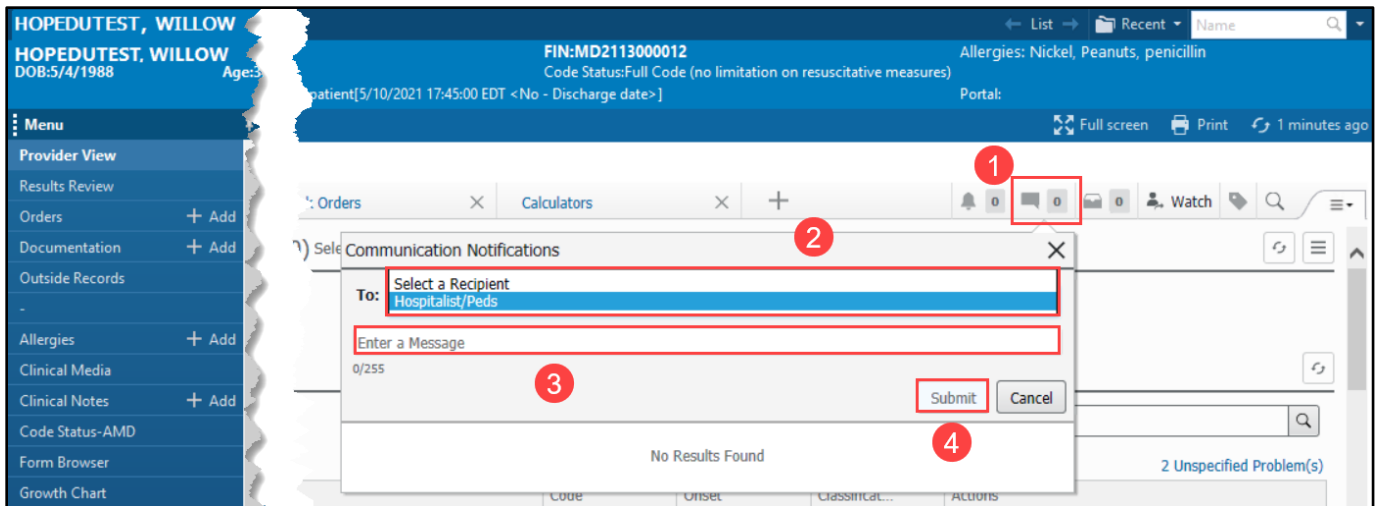 HOPEDUTEST, WILLOW
← List → Recent Name
HOPEDUTEST, WILLOW
DOB:5/4/1988 Age:3
FIN:MD2113000012
Code Status:Full Code (no limitation on resuscitative measures)
Allergies: Nickel, Peanuts, penicillin
patient[5/10/2021 17:45:00 EDT <No - Discharge date>]
Portal:
Menu
Full screen Print 1 minutes ago
Provider View
Results Review
Orders + Add
Documentation + Add
Outside Records
-
Allergies + Add
Clinical Media
Clinical Notes + Add
Code Status-AMD
Form Browser
Growth Chart
1
: Orders × Calculators × +
0 0 0 Watch
2
Sele
Communication Notifications
To:
Select a Recipient
Hospitalist/Peds
Enter a Message
0/255
3
Submit Cancel
4
No Results Found
2 Unspecified Problem(s)
Code Onset Classificat... Actions